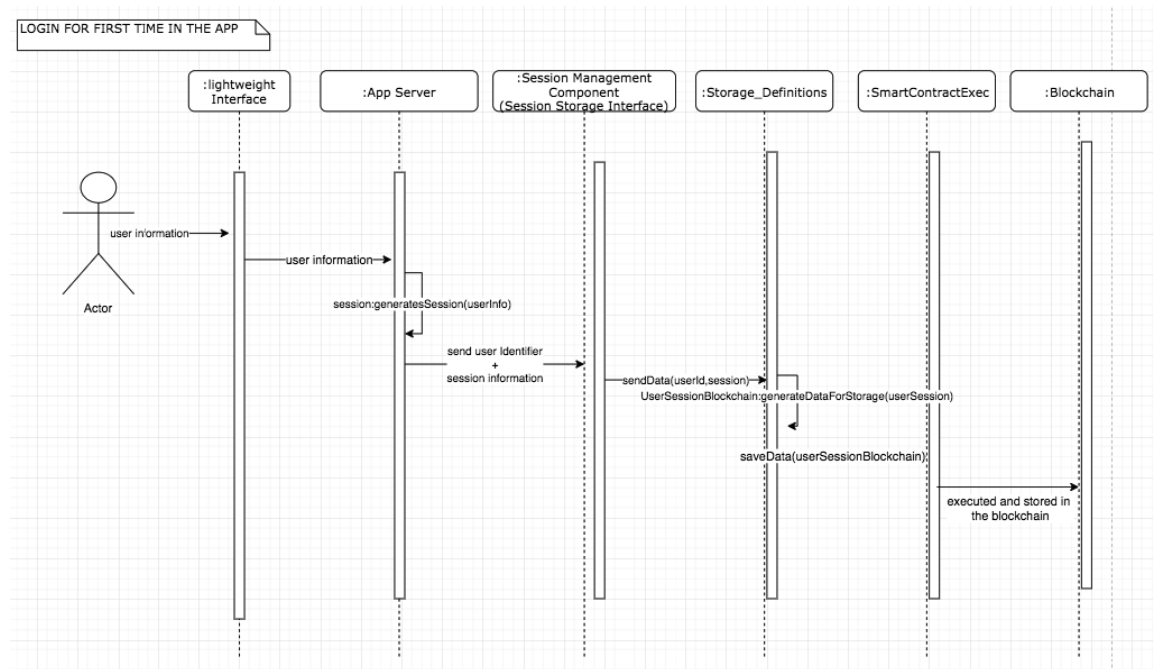 LOGIN FOR FIRST TIME IN THE APP
:lightweight
Interface
:App Server
:Session Management
Component
(Session Storage Interface)
:Storage_Definitions
:SmartContractExec
:Blockchain
user information
Actor
user information
session:generatesSession(userInfo)
send user Identifier
+
session information
sendData(userId,session)
UserSessionBlockchain:generateDataForStorage(userSession)
saveData(userSessionBlockchain)
executed and stored in
the blockchain